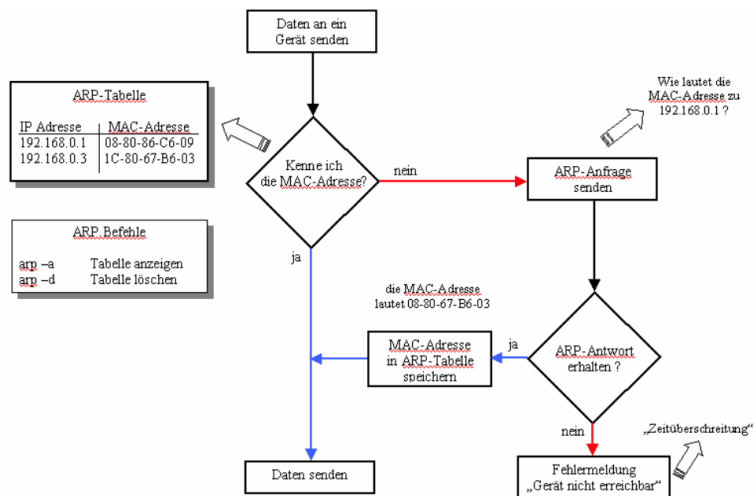 Daten an ein
Gerät senden
ARP-Tabelle
IP Adresse MAC-Adresse
192.168.0.1 08-80-86-C6-09
192.168.0.3 1C-80-67-B6-03
Wie lautet die
MAC-Adresse zu
192.168.0.1 ?
Kenne ich
die MAC-Adresse?
nein
ARP-Anfrage
senden
ARP.Befehle
arp –a Tabelle anzeigen
arp –d Tabelle löschen
ja
die MAC-Adresse
lautet 08-80-67-B6-03
MAC-Adresse
in ARP-Tabelle
speichern
ja
ARP-Antwort
erhalten ?
nein
„Zeitüberschreitung“
Daten senden
Fehlermeldung
„Gerät nicht erreichbar“